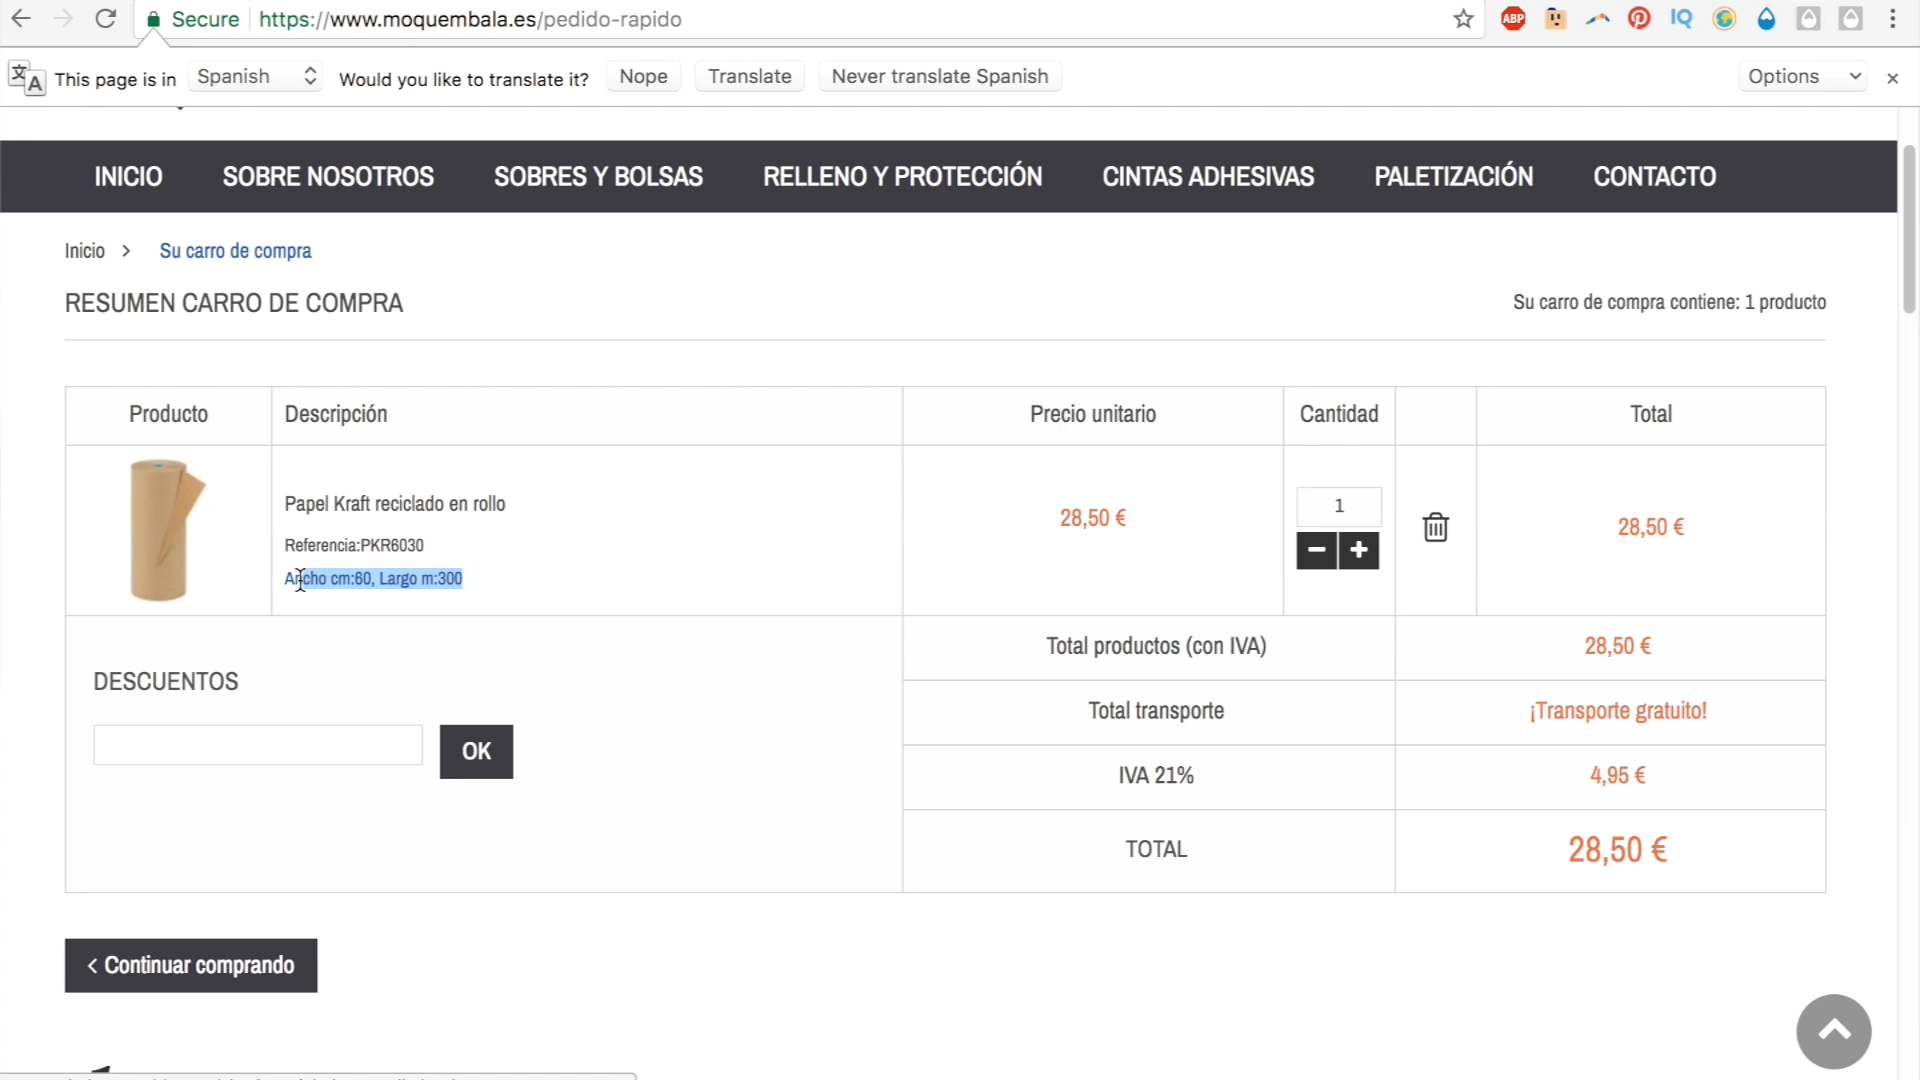 Secure https://www.moquembala.es/pedido-rapido
ABP IQ
This page is in Spanish Would you like to translate it? Nope Translate Never translate Spanish Options
INICIO SOBRE NOSOTROS SOBRES Y BOLSAS RELLENO Y PROTECCIÓN CINTAS ADHESIVAS PALETIZACIÓN CONTACTO
Inicio > Su carro de compra
RESUMEN CARRO DE COMPRA
Su carro de compra contiene: 1 producto
Producto Descripción Precio unitario Cantidad Total
Papel Kraft reciclado en rollo
Referencia:PKR6030
Ancho cm:60, Largo m:300
28,50 €
1
28,50 €
DESCUENTOS
OK
Total productos (con IVA) 28,50 €
Total transporte ¡Transporte gratuito!
IVA 21% 4,95 €
TOTAL 28,50 €
Continuar comprando